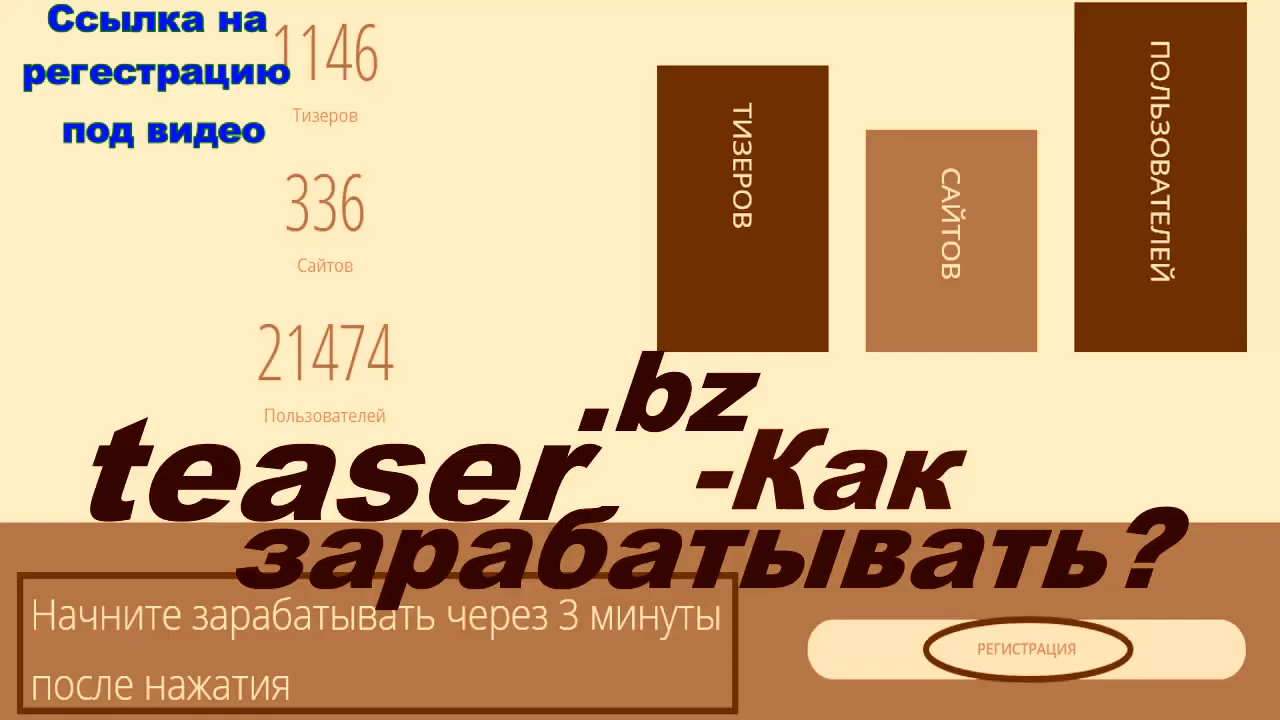 Ссылка на
регестрацию
под видео
1146
Тизеров
336
Сайтов
21474
Пользователей
ТИЗЕРОВ
САЙТОВ
ПОЛЬЗОВАТЕЛЕЙ
teaser.bz
-Как
зарабатывать?
Начните зарабатывать через 3 минуты
после нажатия
РЕГИСТРАЦИЯ